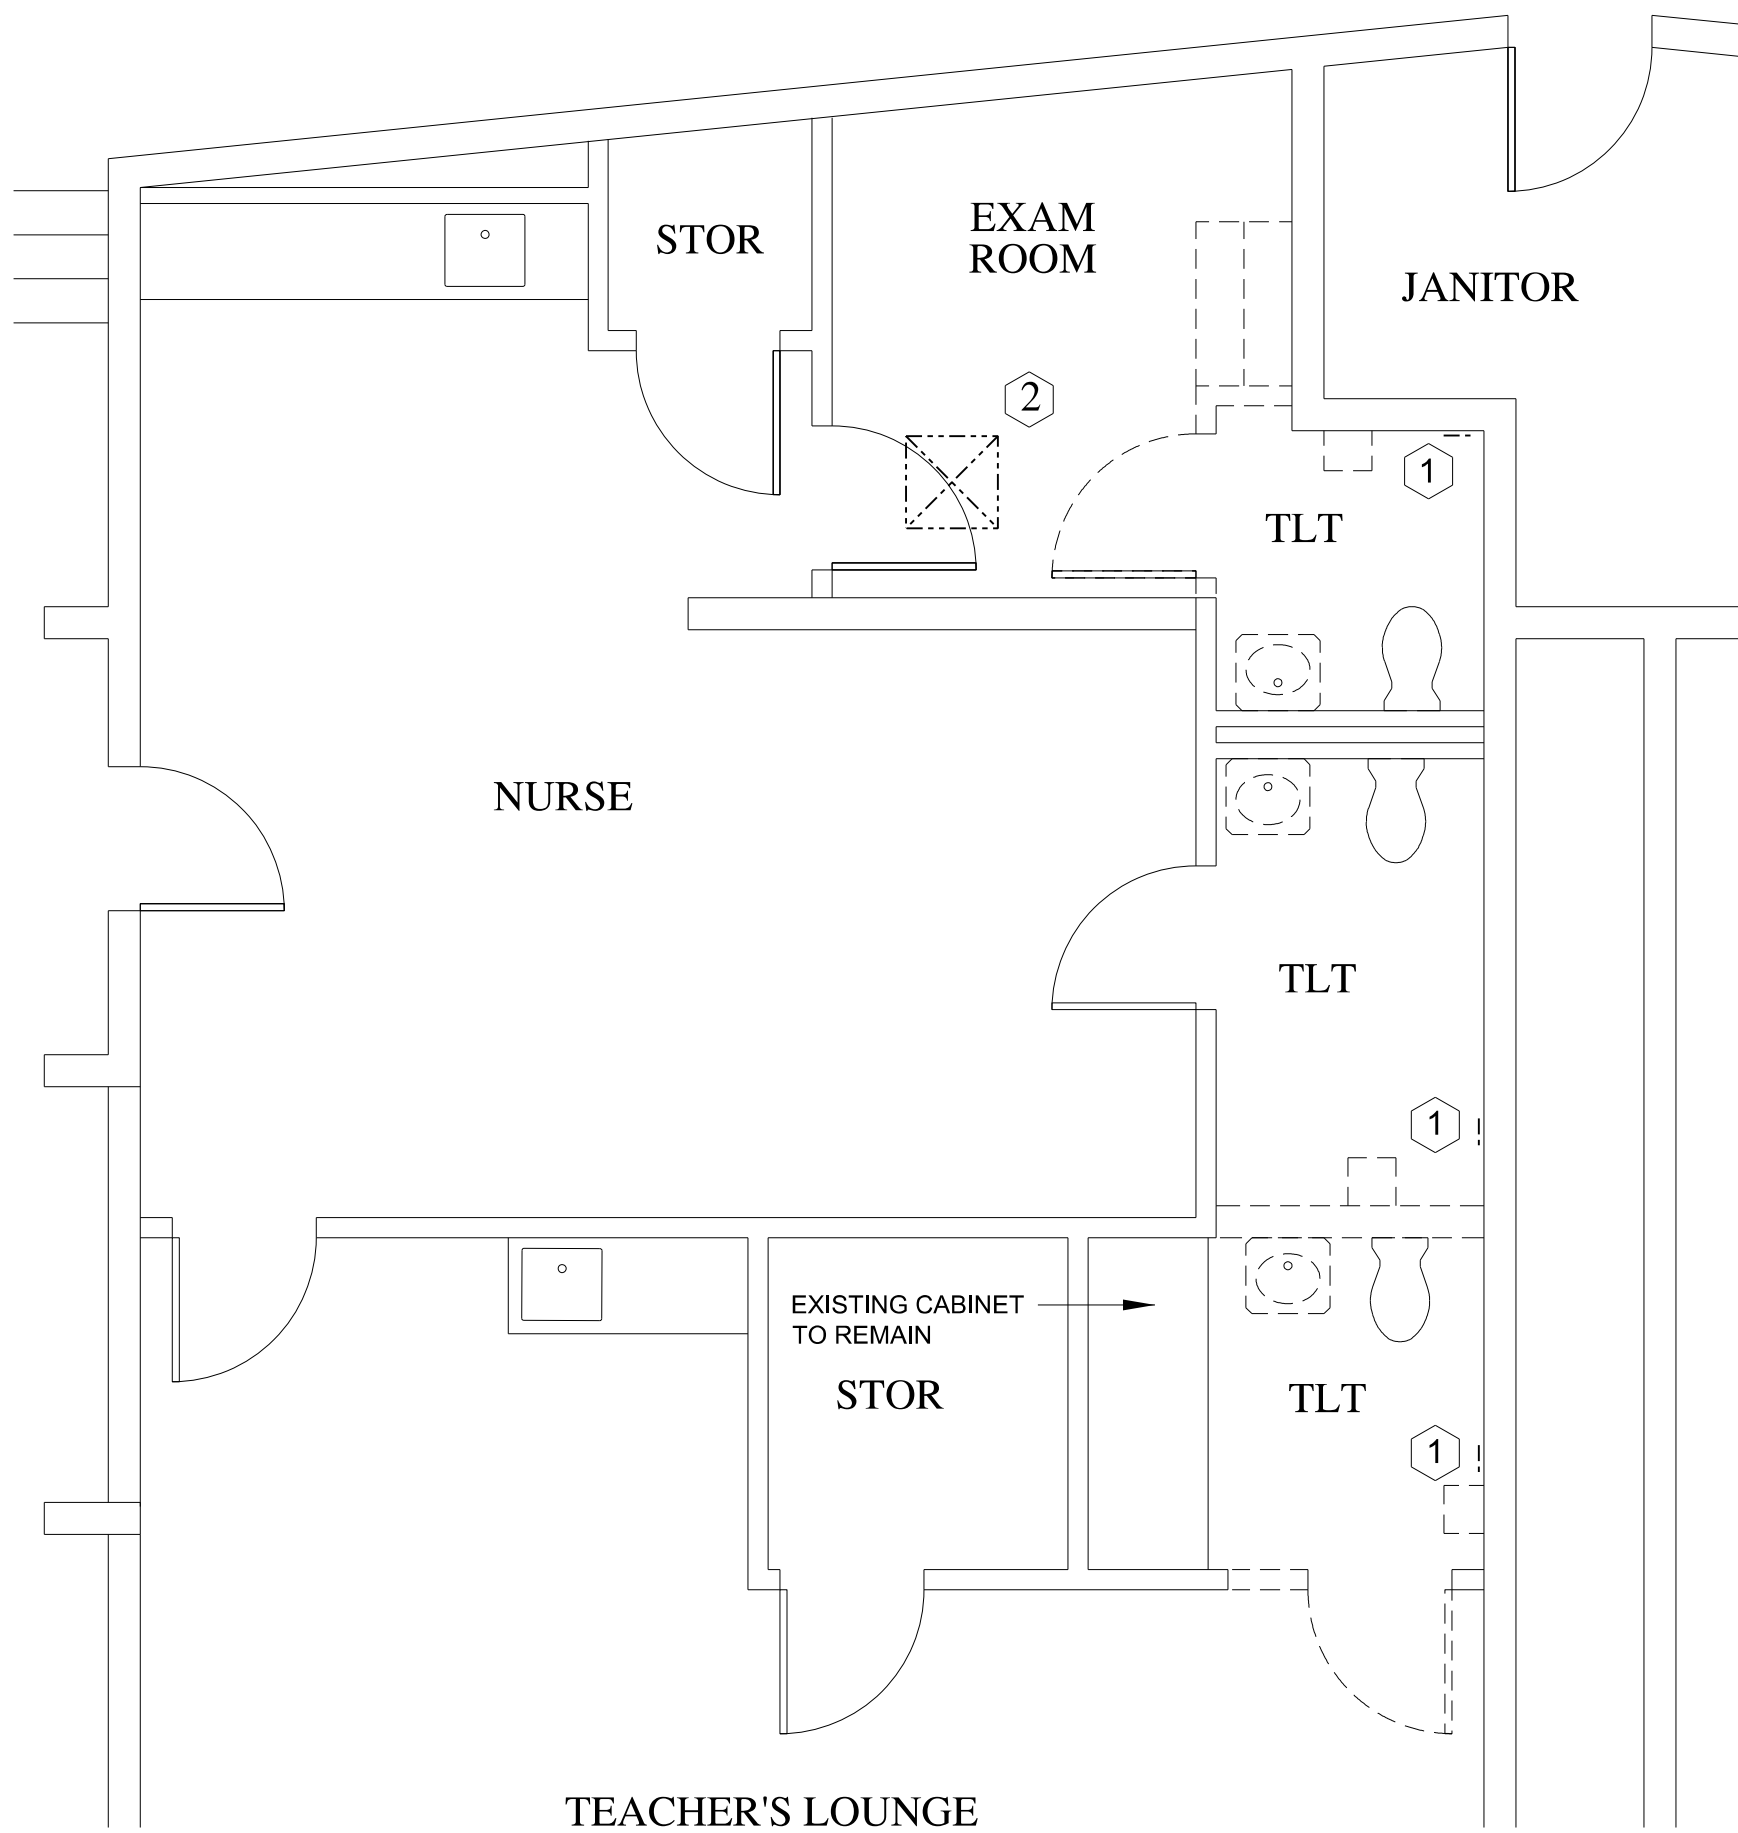 STOR
EXAM
ROOM
JANITOR
2
1
TLT
NURSE
TLT
1
EXISTING CABINET
TO REMAIN
STOR
TLT
1
TEACHER'S LOUNGE